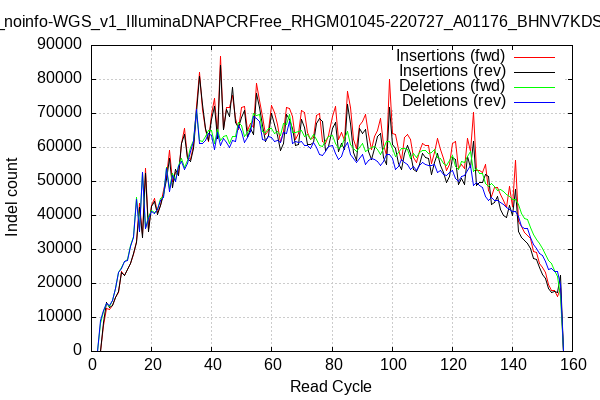 _noinfo-WGS_v1_IlluminaDNAPCRFree_RHGM01045-220727_A01176_BHNV7KDS
Insertions (fwd)
Insertions (rev)
Deletions (fwd)
Deletions (rev)
90000
80000
70000
60000
50000
40000
30000
20000
10000
0
Indel count
0 20 40 60 80 100 120 140 160
Read Cycle